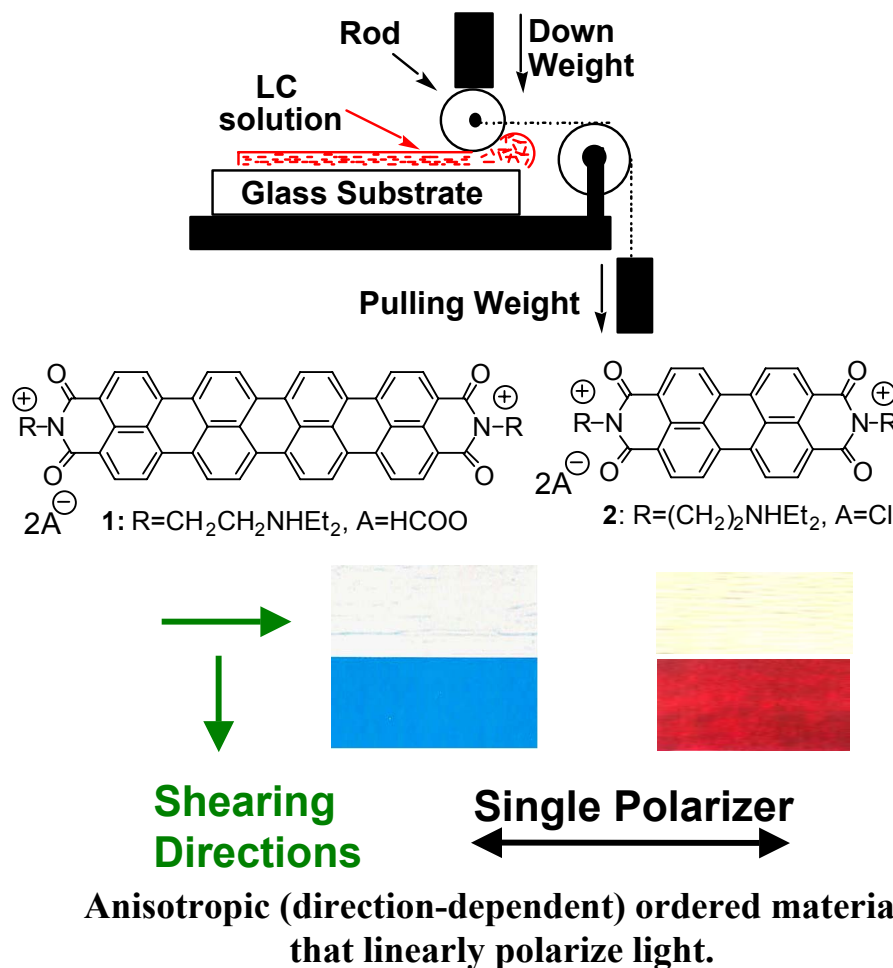 Rod
Down
Weight
LC
solution
Glass Substrate
Pulling Weight
O O O O
⊕ ⊕ ⊕ ⊕
R–N N–R R–N N–R
O O O O
2A⊖ 1: R=CH₂CH₂NHEt₂, A=HCOO
2A⊖ 2: R=(CH₂)₂NHEt₂, A=Cl
Shearing
Directions
Single Polarizer
Anisotropic (direction-dependent) ordered materia
that linearly polarize light.